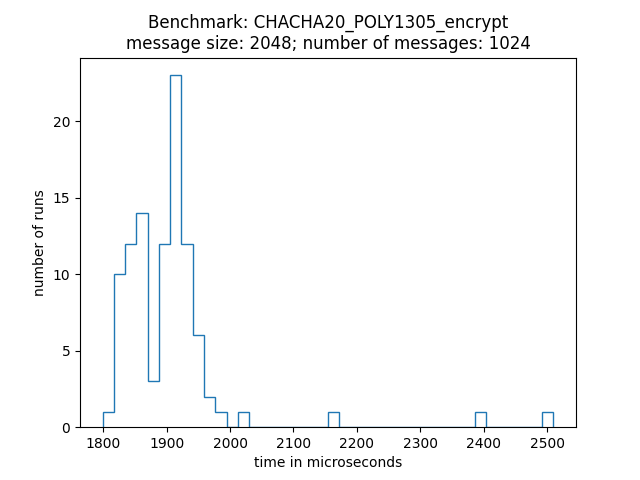 Benchmark: CHACHA20_POLY1305_encrypt
message size: 2048; number of messages: 1024
number of runs
20
15
10
5
0
1800 1900 2000 2100 2200 2300 2400 2500
time in microseconds